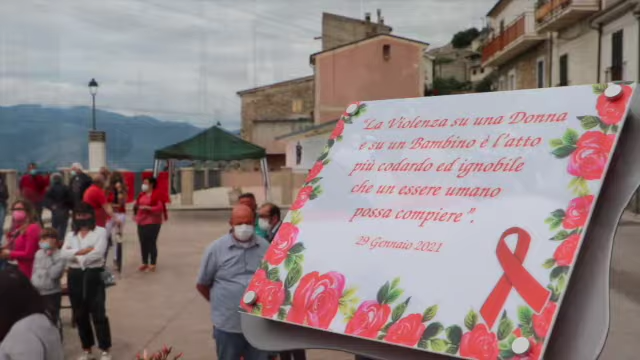 "La Violenza su una Donna
e su un Bambino è l'atto
più codardo ed ignobile
che un essere umano
possa compiere".
29 Gennaio 2021